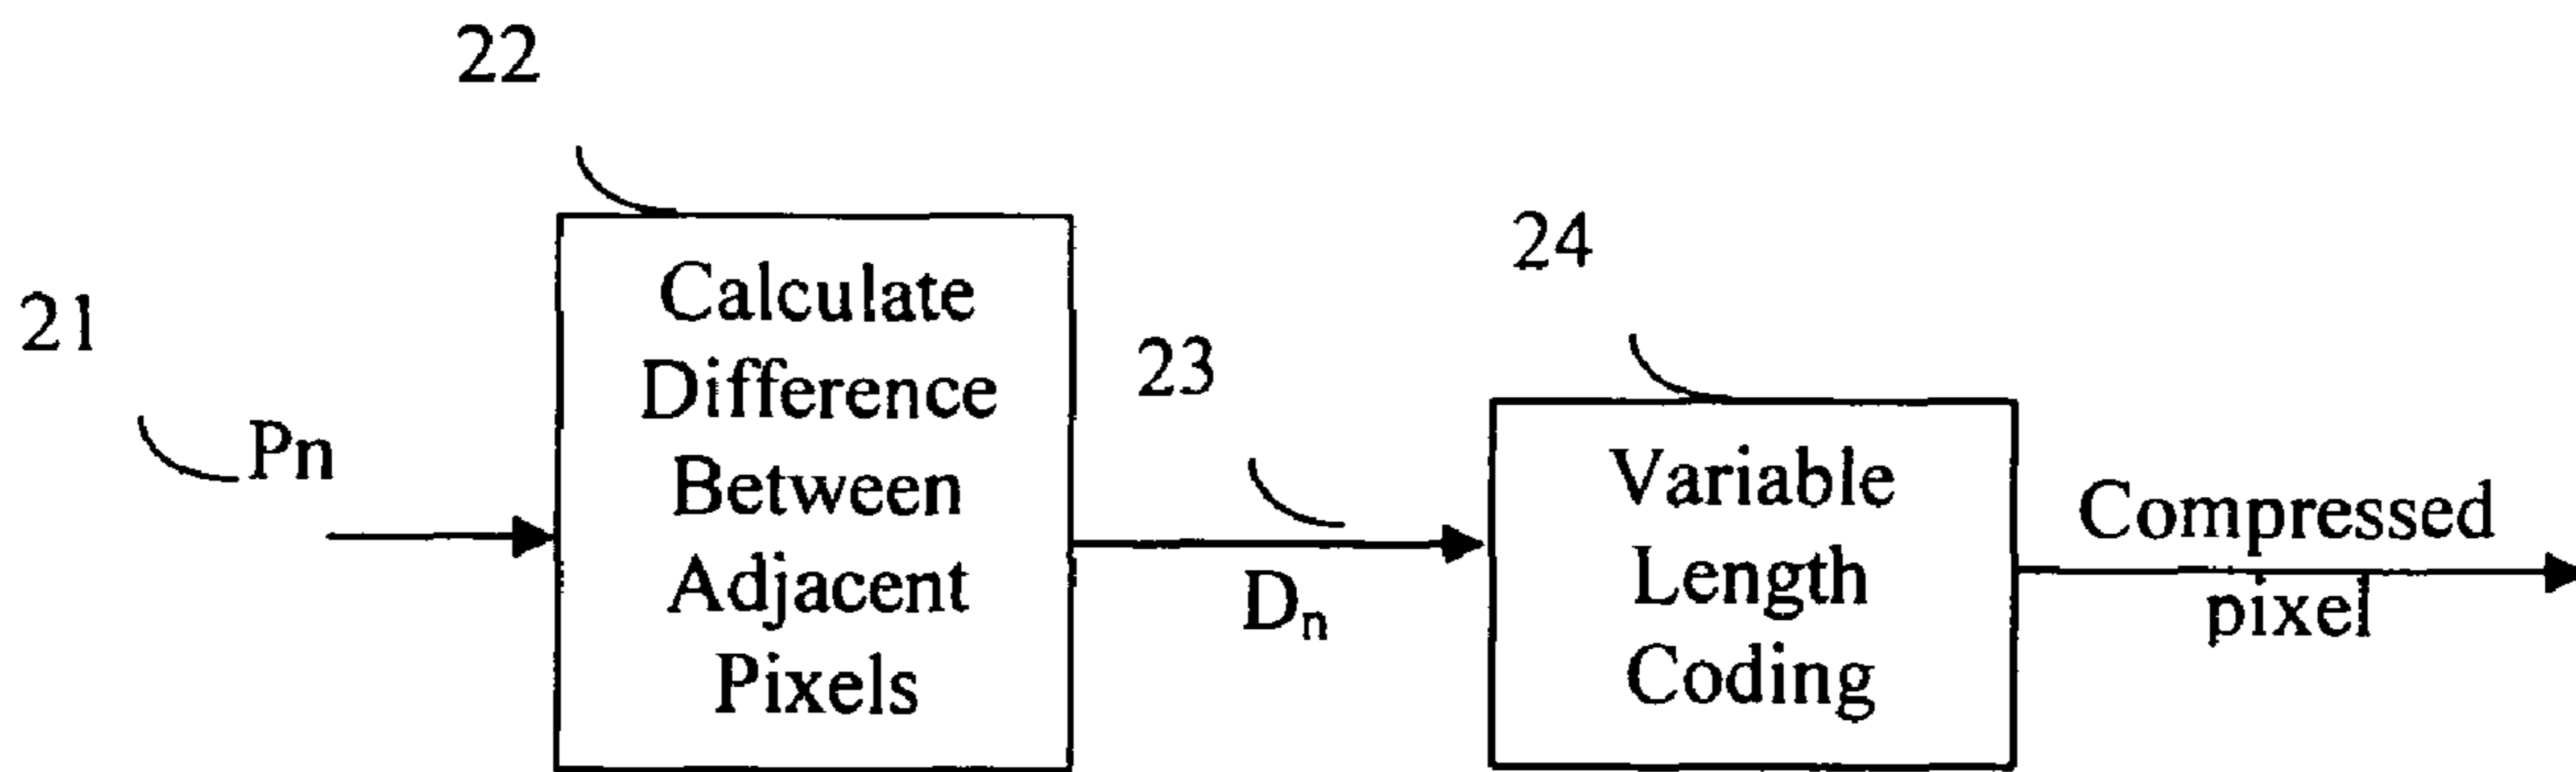 22
21
Pn
Calculate
Difference
Between
Adjacent
Pixels
23
Dn
24
Variable
Length
Coding
Compressed
pixel